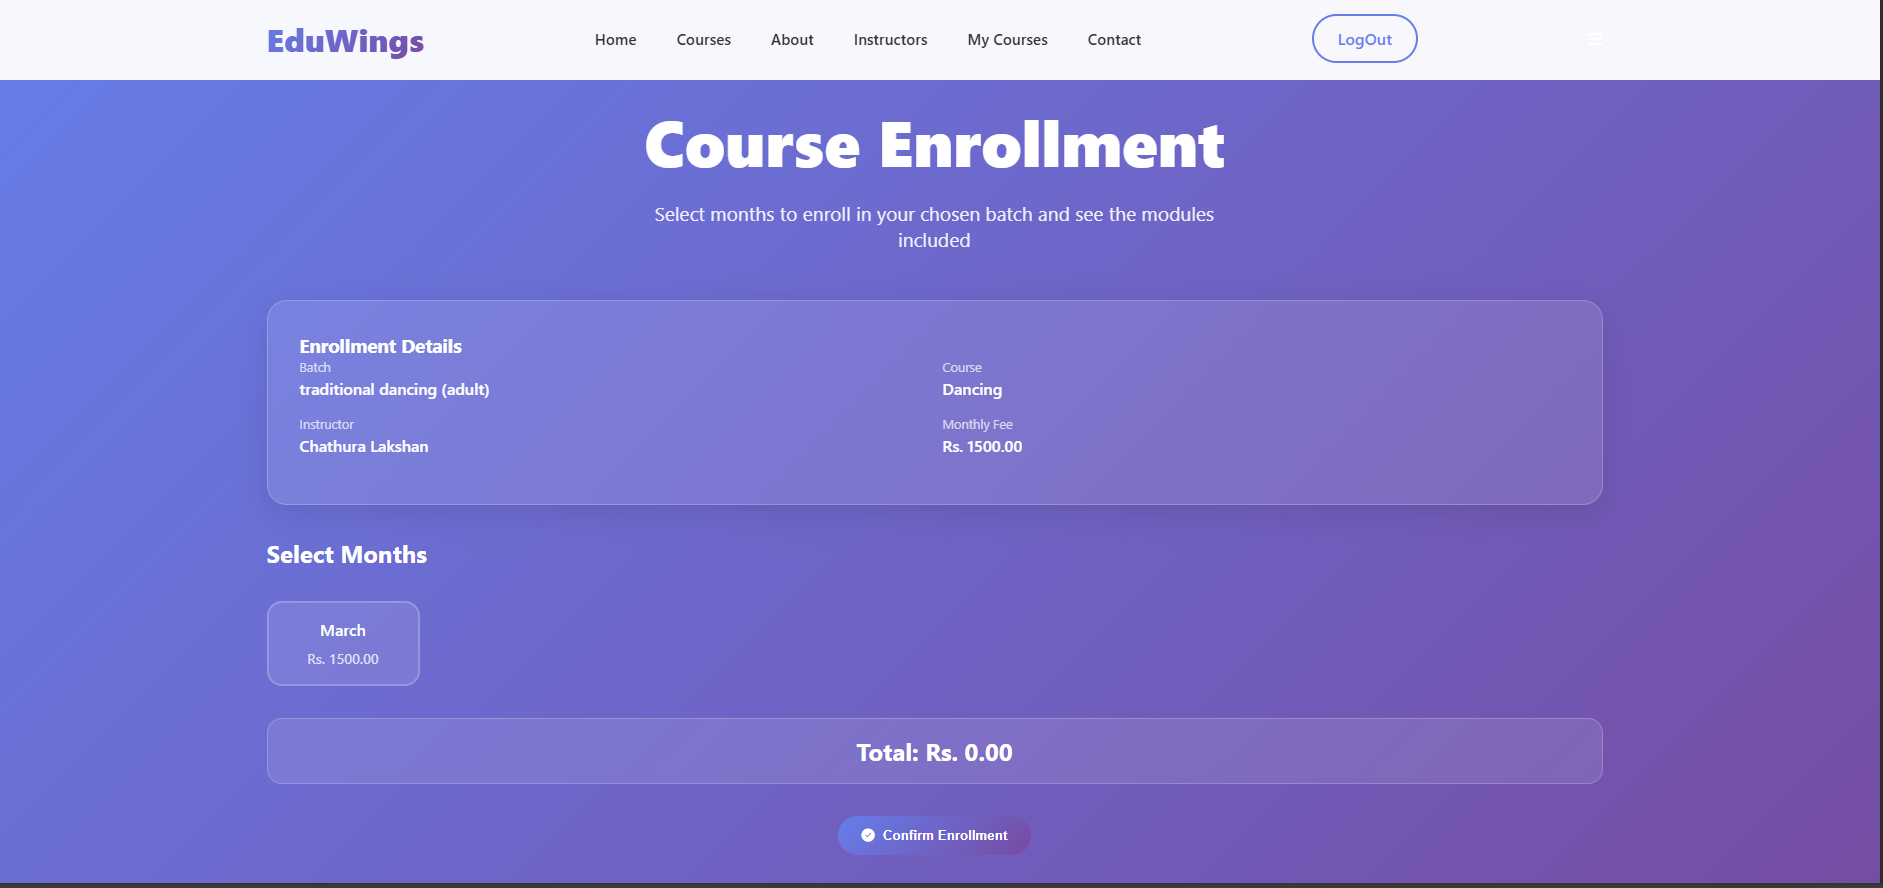 EduWings
Home
Courses
About
Instructors
My Courses
Contact
LogOut
Course Enrollment
Select months to enroll in your chosen batch and see the modules
included
Enrollment Details
Batch
traditional dancing (adult)
Course
Dancing
Instructor
Chathura Lakshan
Monthly Fee
Rs. 1500.00
Select Months
March
Rs. 1500.00
Total: Rs. 0.00
Confirm Enrollment